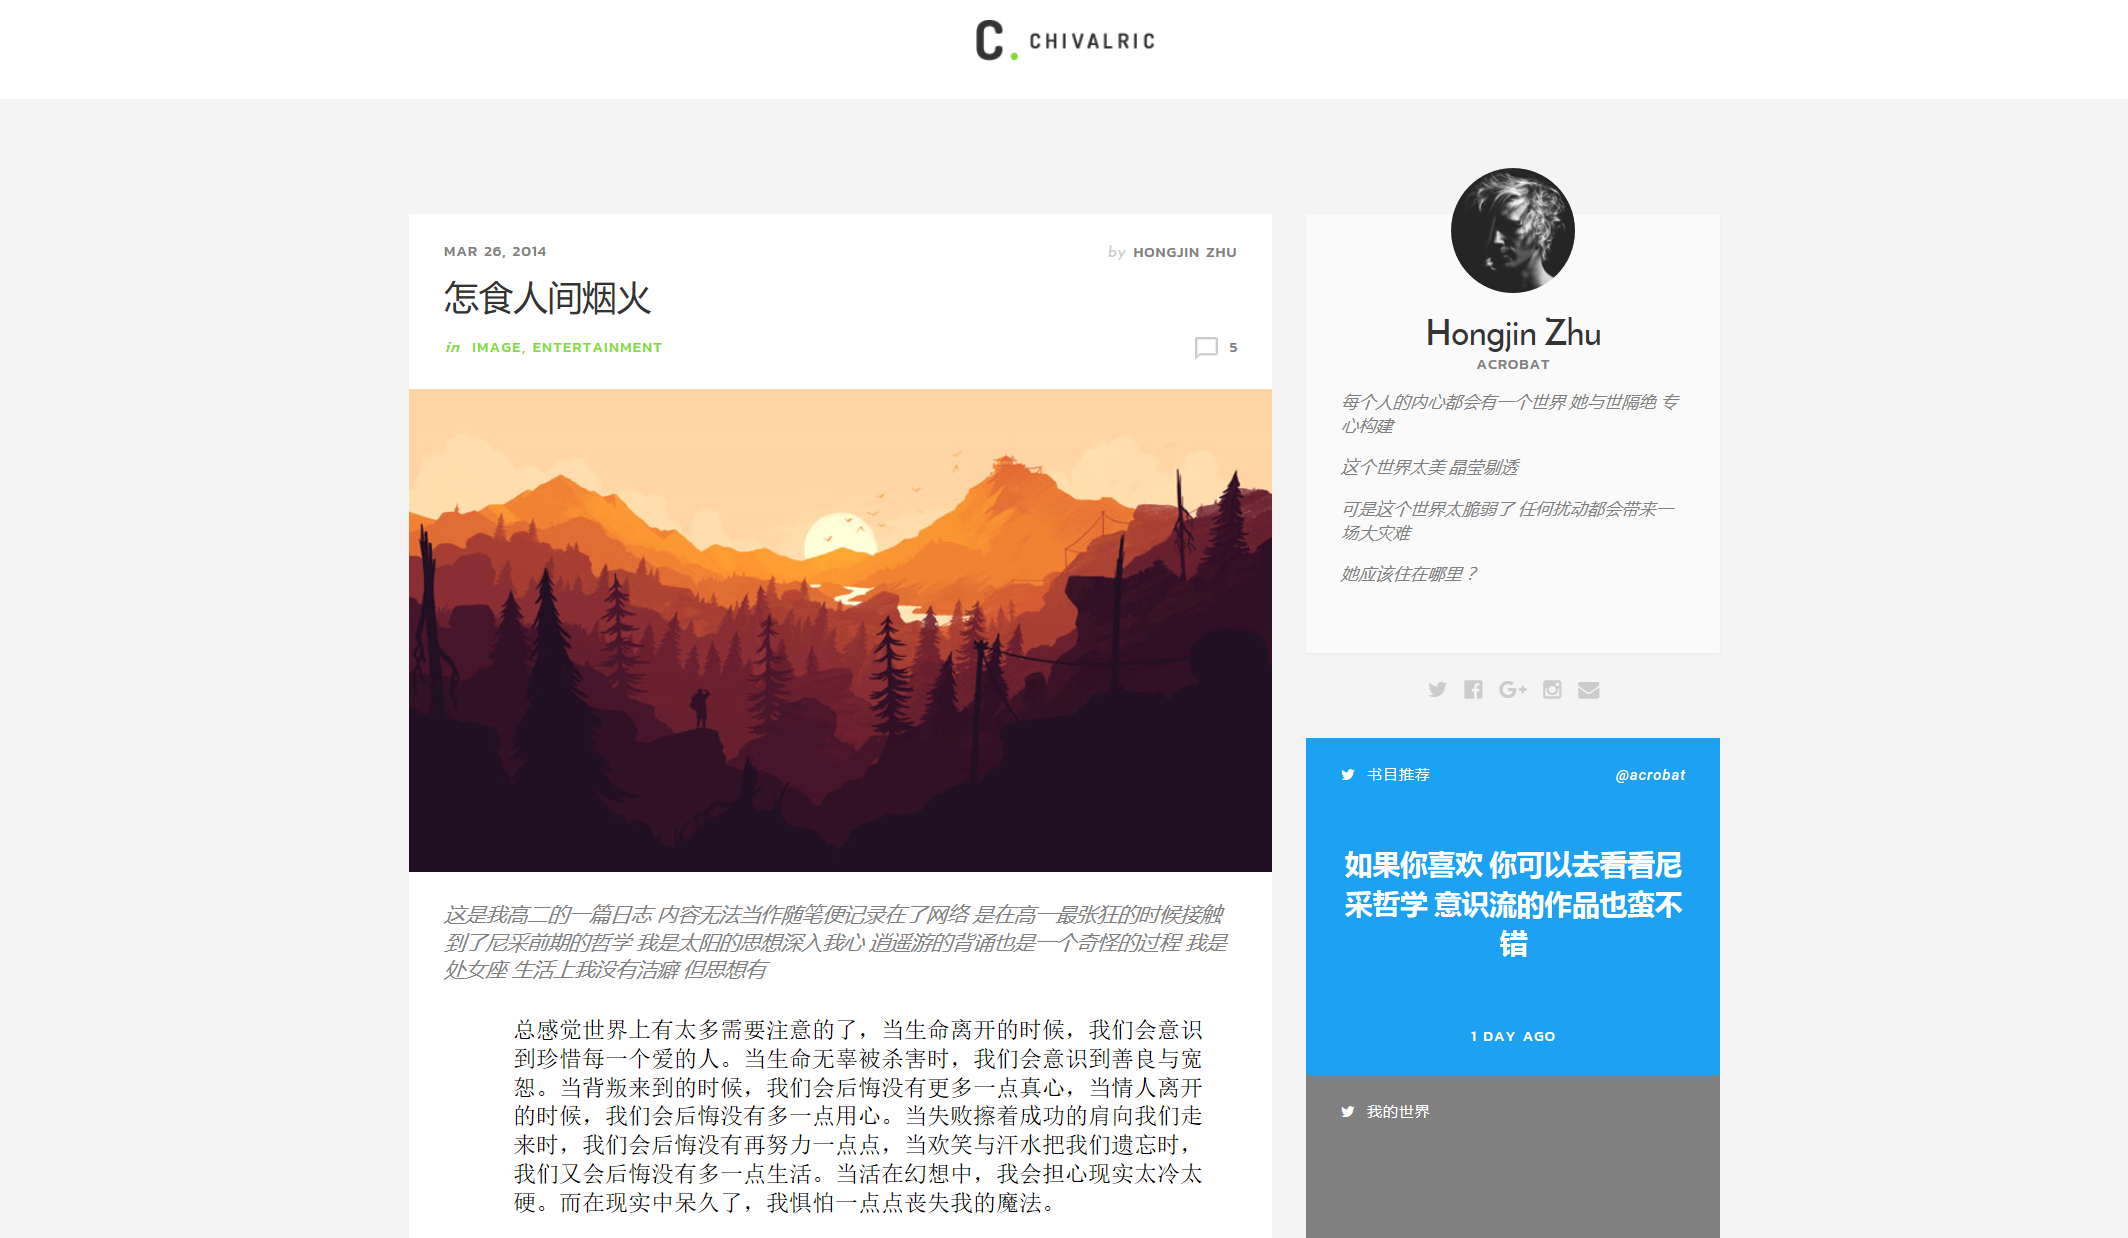 C. CHIVALRIC
MAR 26, 2014
by HONGJIN ZHU
怎食人间烟火
in IMAGE, ENTERTAINMENT
5
这是我高二的一篇日志 内容无法当作随笔便记录在了网络 是在高一最张狂的时候接触
到了尼采前期的哲学 我是太阳的思想深入我心 逍遥游的背诵也是一个奇怪的过程 我是
处女座 生活上我没有洁癖 但思想有
总感觉世界上有太多需要注意的了，当生命离开的时候，我们会意识
到珍惜每一个爱的人。当生命无辜被杀害时，我们会意识到善良与宽
恕。当背叛来到的时候，我们会后悔没有更多一点真心，当情人离开
的时候，我们会后悔没有多一点用心。当失败擦着成功的肩向我们走
来时，我们会后悔没有再努力一点点，当欢笑与汗水把我们遗忘时，
我们又会后悔没有多一点生活。当活在幻想中，我会担心现实太冷太
硬。而在现实中呆久了，我惧怕一点点丧失我的魔法。
Hongjin Zhu
ACROBAT
每个人的内心都会有一个世界 她与世隔绝 专
心构建
这个世界太美 晶莹剔透
可是这个世界太脆弱了 任何扰动都会带来一
场大灾难
她应该住在哪里？
书目推荐
@acrobat
如果你喜欢 你可以去看看尼
采哲学 意识流的作品也蛮不
错
1 DAY AGO
我的世界